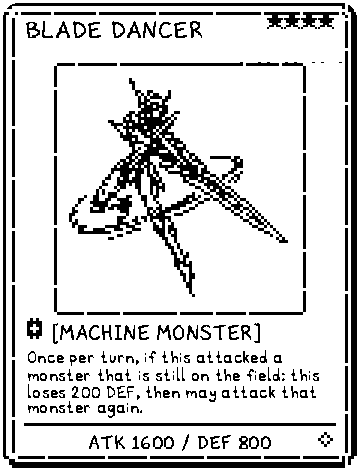 BLADE DANCER
★★★★
[MACHINE MONSTER]
Once per turn, if this attacked a
monster that is still on the field: this
loses 200 DEF, then may attack that
monster again.
ATK 1600 / DEF 800